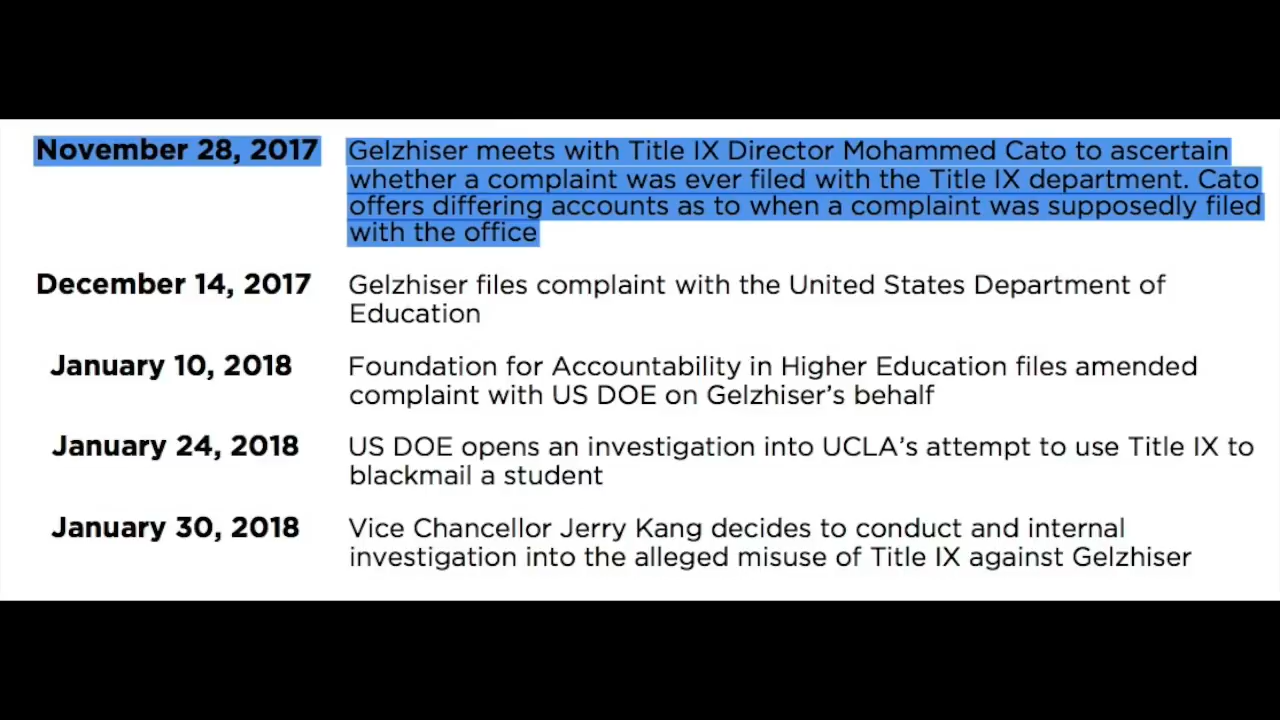 November 28, 2017 Gelzhiser meets with Title IX Director Mohammed Cato to ascertain
whether a complaint was ever filed with the Title IX department. Cato
offers differing accounts as to when a complaint was supposedly filed
with the office
December 14, 2017 Gelzhiser files complaint with the United States Department of
Education
January 10, 2018 Foundation for Accountability in Higher Education files amended
complaint with US DOE on Gelzhiser’s behalf
January 24, 2018 US DOE opens an investigation into UCLA’s attempt to use Title IX to
blackmail a student
January 30, 2018 Vice Chancellor Jerry Kang decides to conduct and internal
investigation into the alleged misuse of Title IX against Gelzhiser